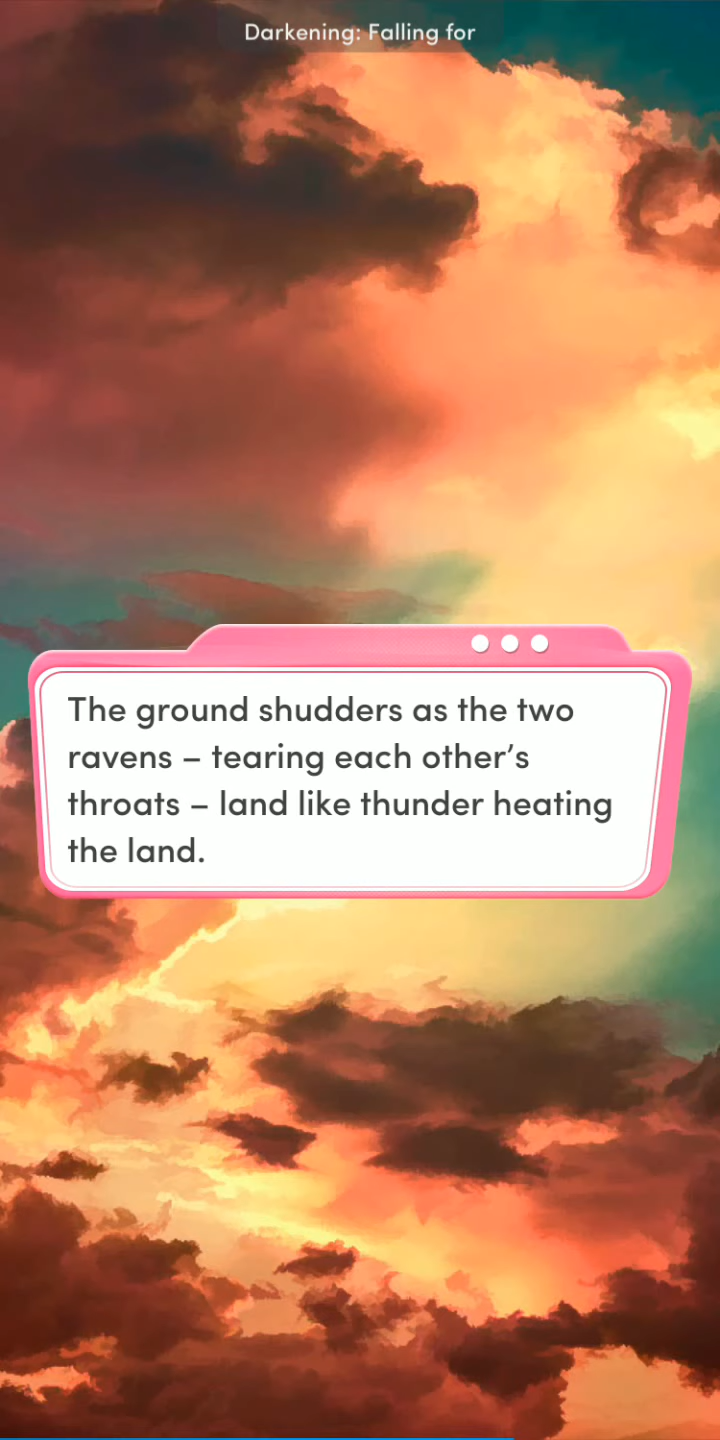 Darkening: Falling for
The ground shudders as the two
ravens – tearing each other’s
throats – land like thunder heating
the land.